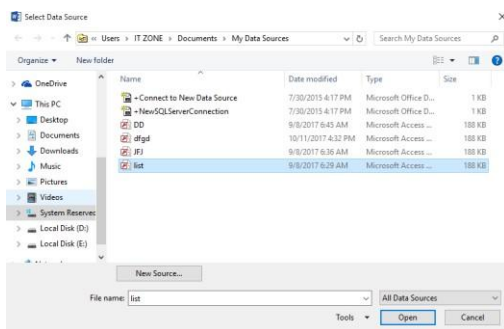 Select Data Source
« Users › IT ZONE › Documents › My Data Sources
Search My Data Sources
Organize ▾ New folder
Name Date modified Type Size
OneDrive
This PC
Desktop
Documents
Downloads
Music
Pictures
Videos
System Reserved
Local Disk (D:)
Local Disk (E:)
+Connect to New Data Source 7/30/2015 4:17 PM Microsoft Office D... 1 KB
+NewSQLServerConnection 7/30/2015 4:17 PM Microsoft Office D... 1 KB
DD 9/8/2017 6:45 AM Microsoft Access ... 188 KB
dfgd 10/11/2017 4:32 PM Microsoft Access ... 188 KB
JFJ 9/8/2017 6:36 AM Microsoft Access ... 188 KB
list 9/8/2017 6:29 AM Microsoft Access ... 188 KB
New Source...
File name: list
All Data Sources
Tools ▾ Open Cancel